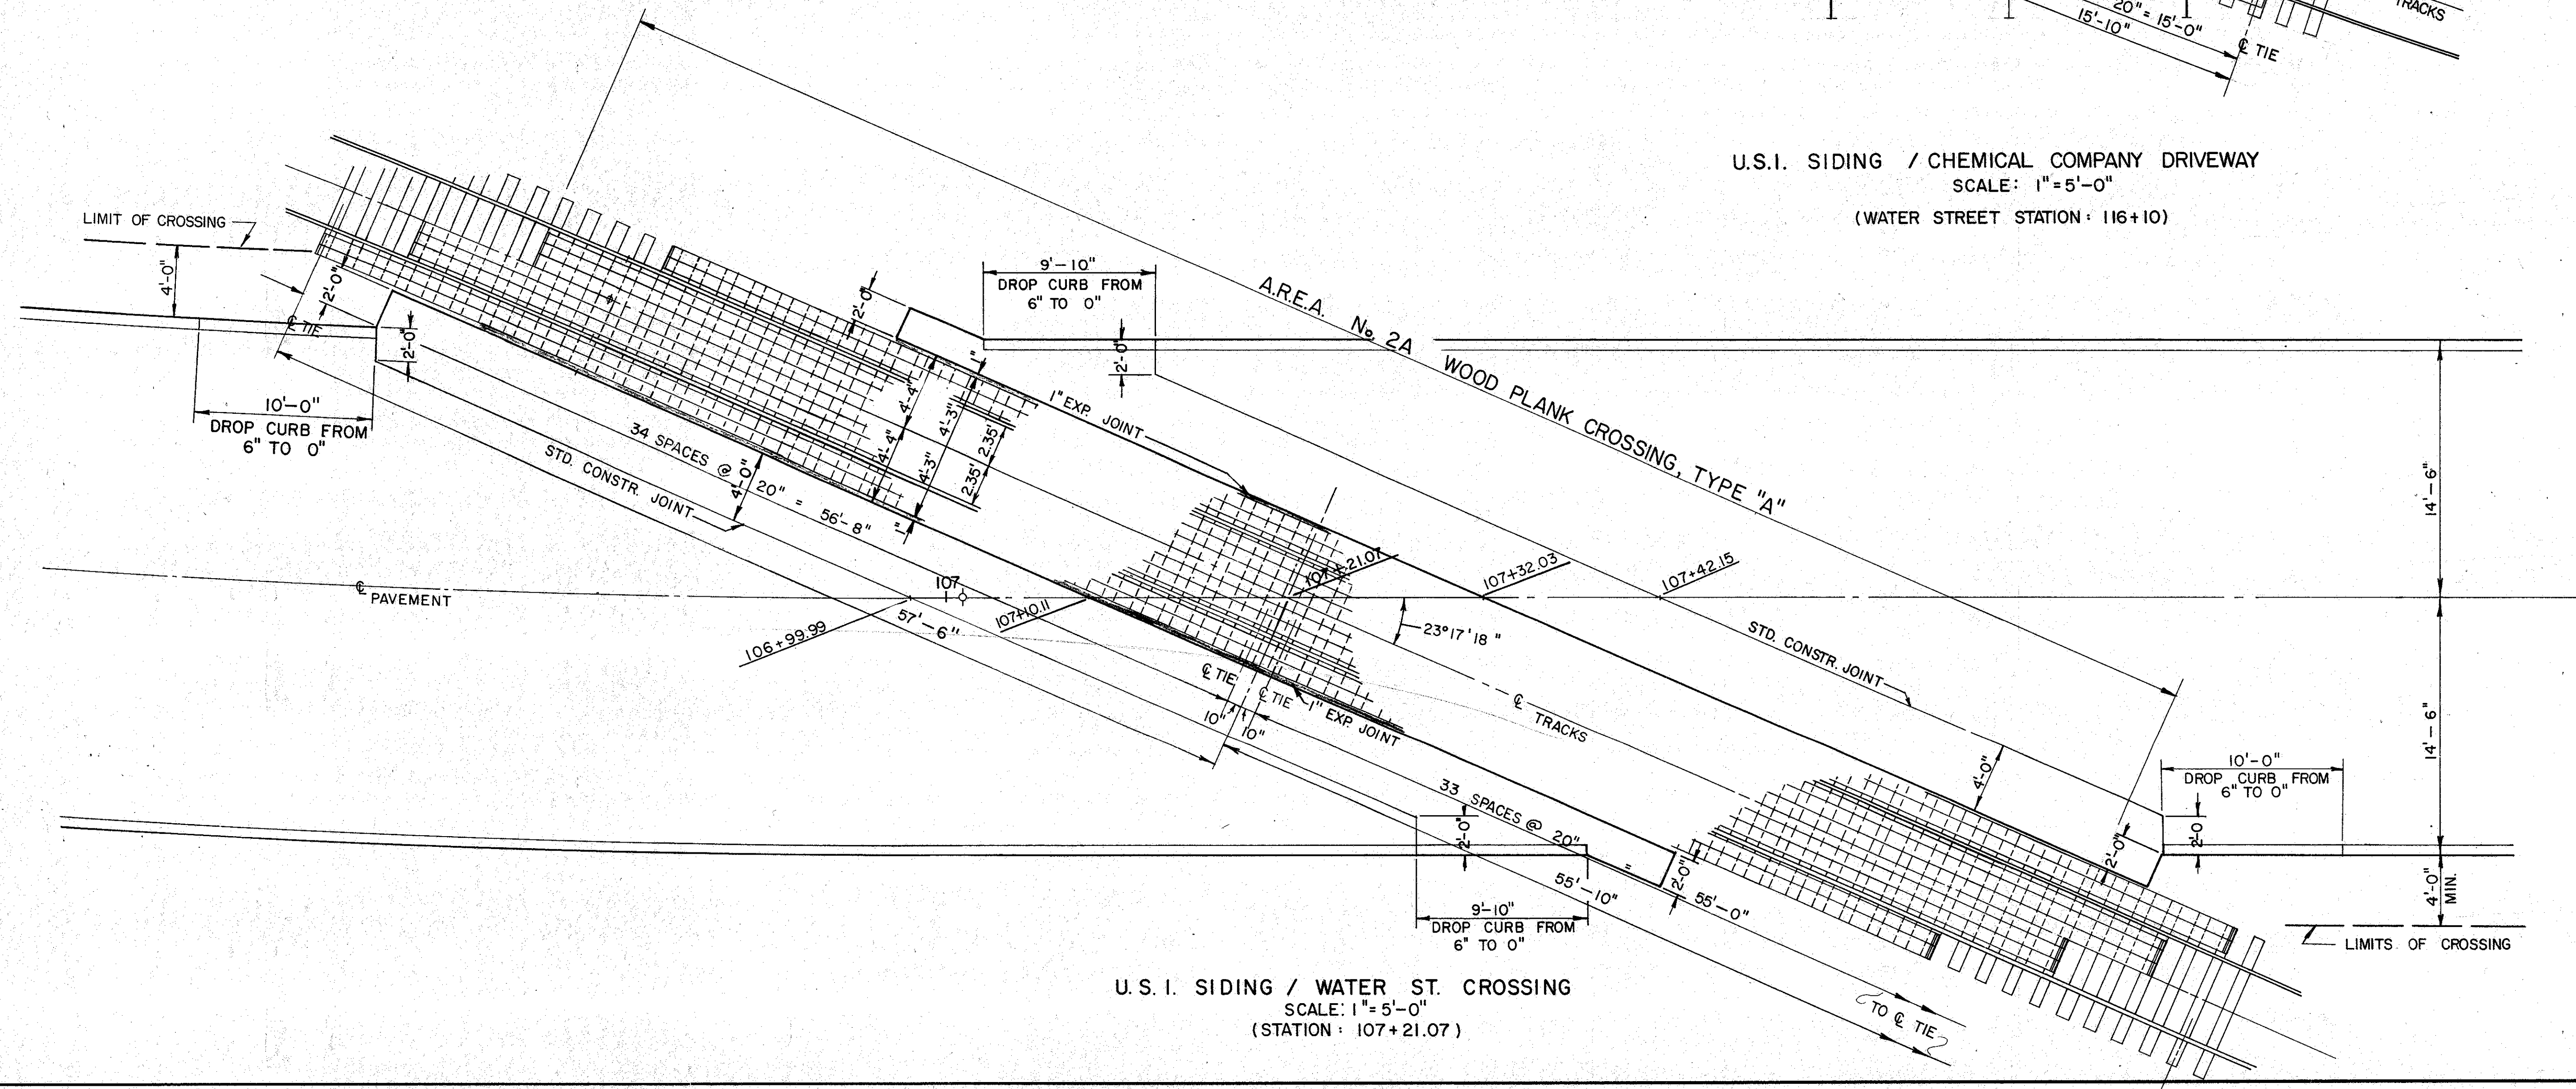 20" = 15'-0"
15'-10"
TRACKS
℄ TIE
U.S.I. SIDING / CHEMICAL COMPANY DRIVEWAY
SCALE: 1"=5'-0"
(WATER STREET STATION: 116+10)
LIMIT OF CROSSING
4'-0"
2'-0"
℄ TIE
2'-0"
10'-0"
DROP CURB FROM
6" TO 0"
2'-0"
9'-10"
DROP CURB FROM
6" TO 0"
2'-0"
A.R.E.A. No. 2A WOOD PLANK CROSSING, TYPE "A"
1"
4'-4"
4'-3"
2.35'
4'-4"
4'-3"
2.35'
1"
1" EXP. JOINT
34 SPACES @ 20" = 56'-8"
4'-0"
STD. CONSTR. JOINT
14'-6"
℄ PAVEMENT
107
106+99.99
57'-6"
107+10.11
107+21.07
107+32.03
107+42.15
23°17'18"
STD. CONSTR. JOINT
℄ TIE
℄ TIE
10"
10"
1" EXP. JOINT
℄ TRACKS
14'-6"
4'-0"
10'-0"
DROP CURB FROM
6" TO 0"
2'-0"
2'-0"
33 SPACES @ 20" = 55'-0"
2'-0"
2'-0"
55'-10"
9'-10"
DROP CURB FROM
6" TO 0"
4'-0"
MIN.
LIMITS OF CROSSING
TO ℄ TIE
U.S.I. SIDING / WATER ST. CROSSING
SCALE: 1"=5'-0"
(STATION: 107+21.07)